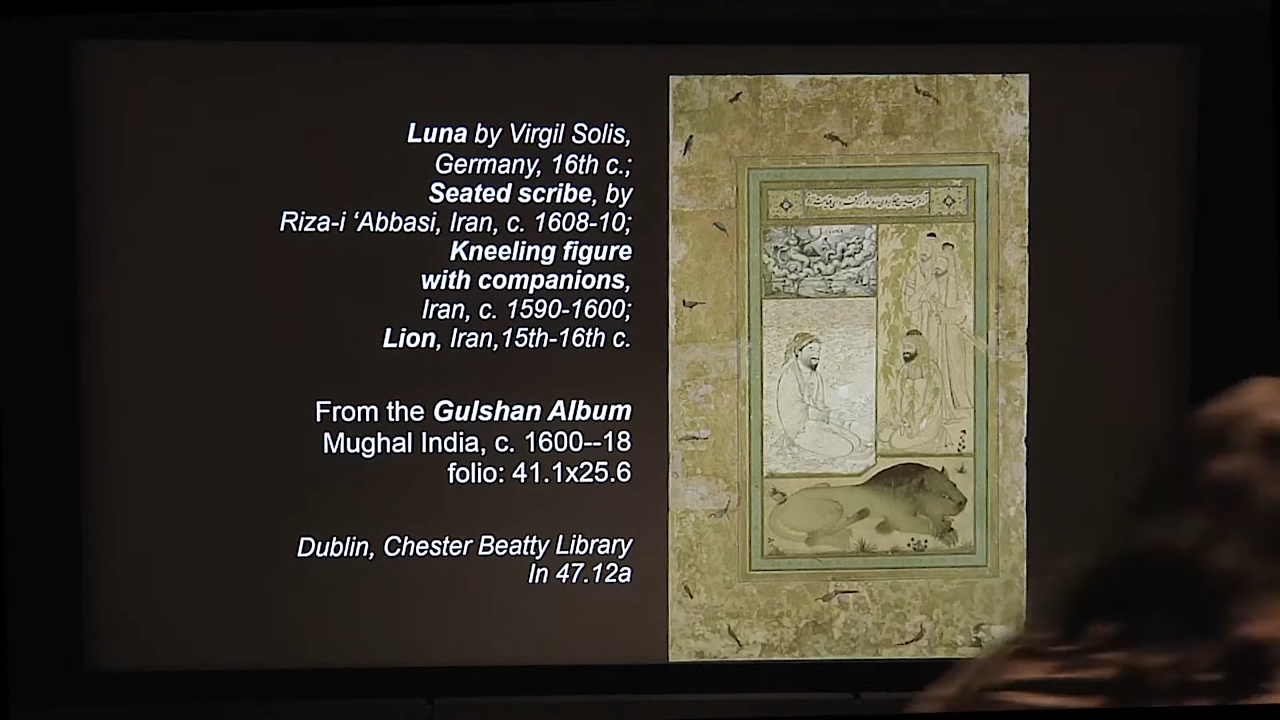 Luna by Virgil Solis,
Germany, 16th c.;
Seated scribe, by
Riza-i ‘Abbasi, Iran, c. 1608-10;
Kneeling figure
with companions,
Iran, c. 1590-1600;
Lion, Iran,15th-16th c.
From the Gulshan Album
Mughal India, c. 1600--18
folio: 41.1x25.6
Dublin, Chester Beatty Library
In 47.12a